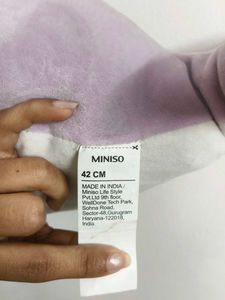 MINISO
42 CM
MADE IN INDIA /
Miniso Life Style
Pvt.Ltd 9th floor,
WellDone Tech Park,
Sohna Road,
Sector-48,Gurugram
Haryana-122018,
India